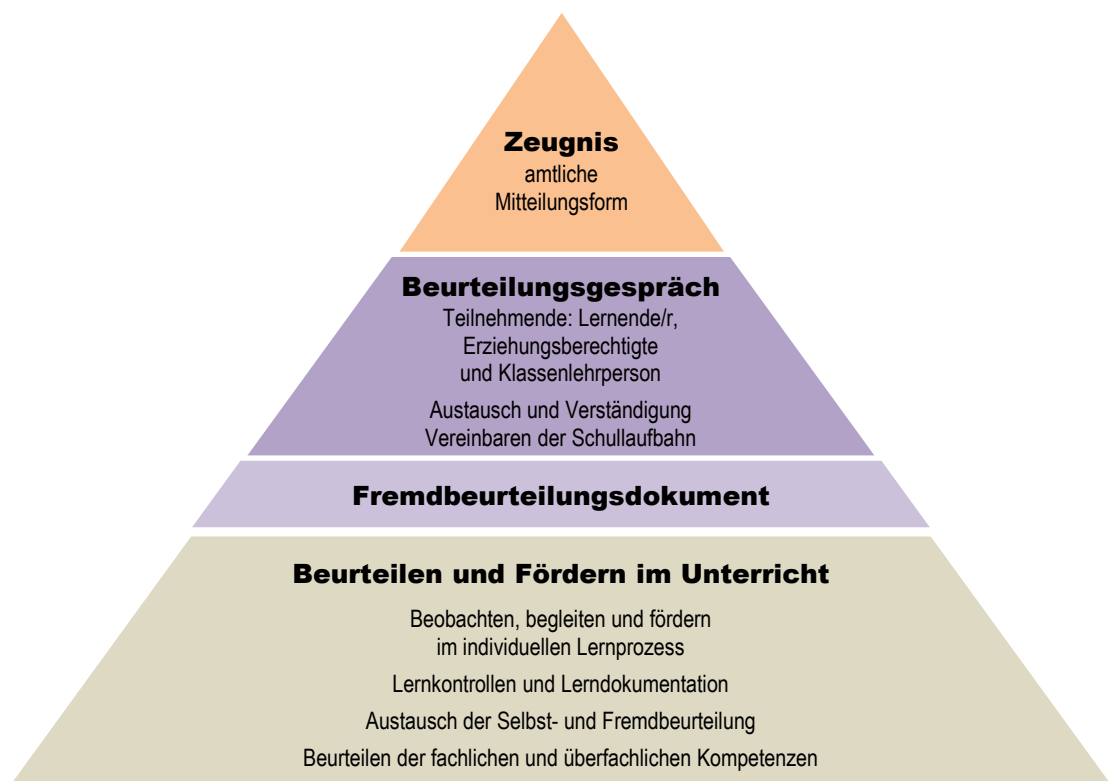 Zeugnis
amtliche
Mitteilungsform
Beurteilungsgespräch
Teilnehmende: Lernende/r,
Erziehungsberechtigte
und Klassenlehrperson
Austausch und Verständigung
Vereinbaren der Schullaufbahn
Fremdbeurteilungsdokument
Beurteilen und Fördern im Unterricht
Beobachten, begleiten und fördern
im individuellen Lernprozess
Lernkontrollen und Lerndokumentation
Austausch der Selbst- und Fremdbeurteilung
Beurteilen der fachlichen und überfachlichen Kompetenzen